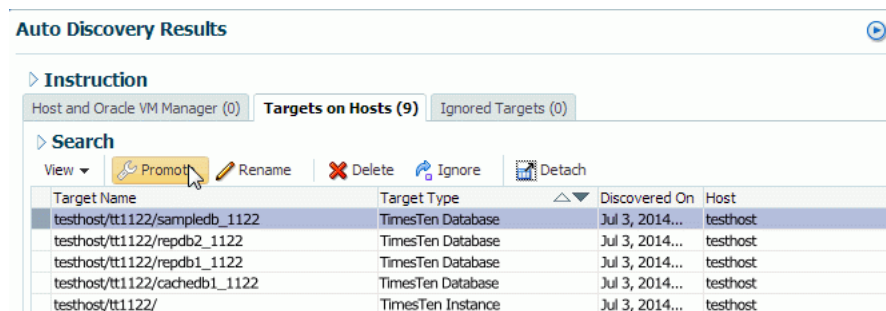 Auto Discovery Results
Instruction
Host and Oracle VM Manager (0) Targets on Hosts (9) Ignored Targets (0)
Search
View Promot Rename Delete Ignore Detach
Target Name Target Type Discovered On Host
testhost/tt1122/sampledb_1122 TimesTen Database Jul 3, 2014... testhost
testhost/tt1122/repdb2_1122 TimesTen Database Jul 3, 2014... testhost
testhost/tt1122/repdb1_1122 TimesTen Database Jul 3, 2014... testhost
testhost/tt1122/cachedb1_1122 TimesTen Database Jul 3, 2014... testhost
testhost/tt1122/ TimesTen Instance Jul 3, 2014... testhost